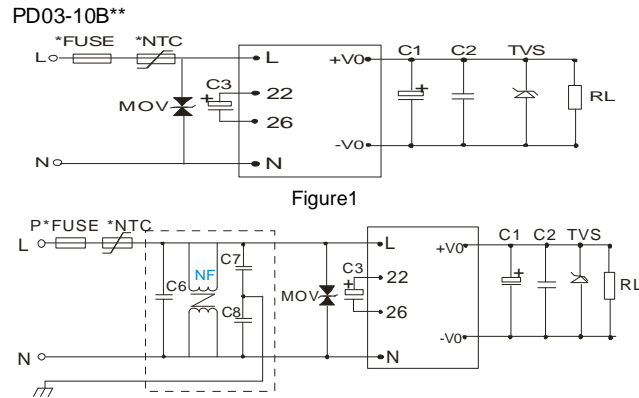 PD03-10B**
*FUSE *NTC
L
MOV
C3
L
22
26
N
N
+V0
-V0
C1 C2 TVS
RL
Figure1
P*FUSE *NTC
L
C6
NF
C7
C8
MOV
C3
L
22
26
N
N
+V0
-V0
C1 C2 TVS
RL